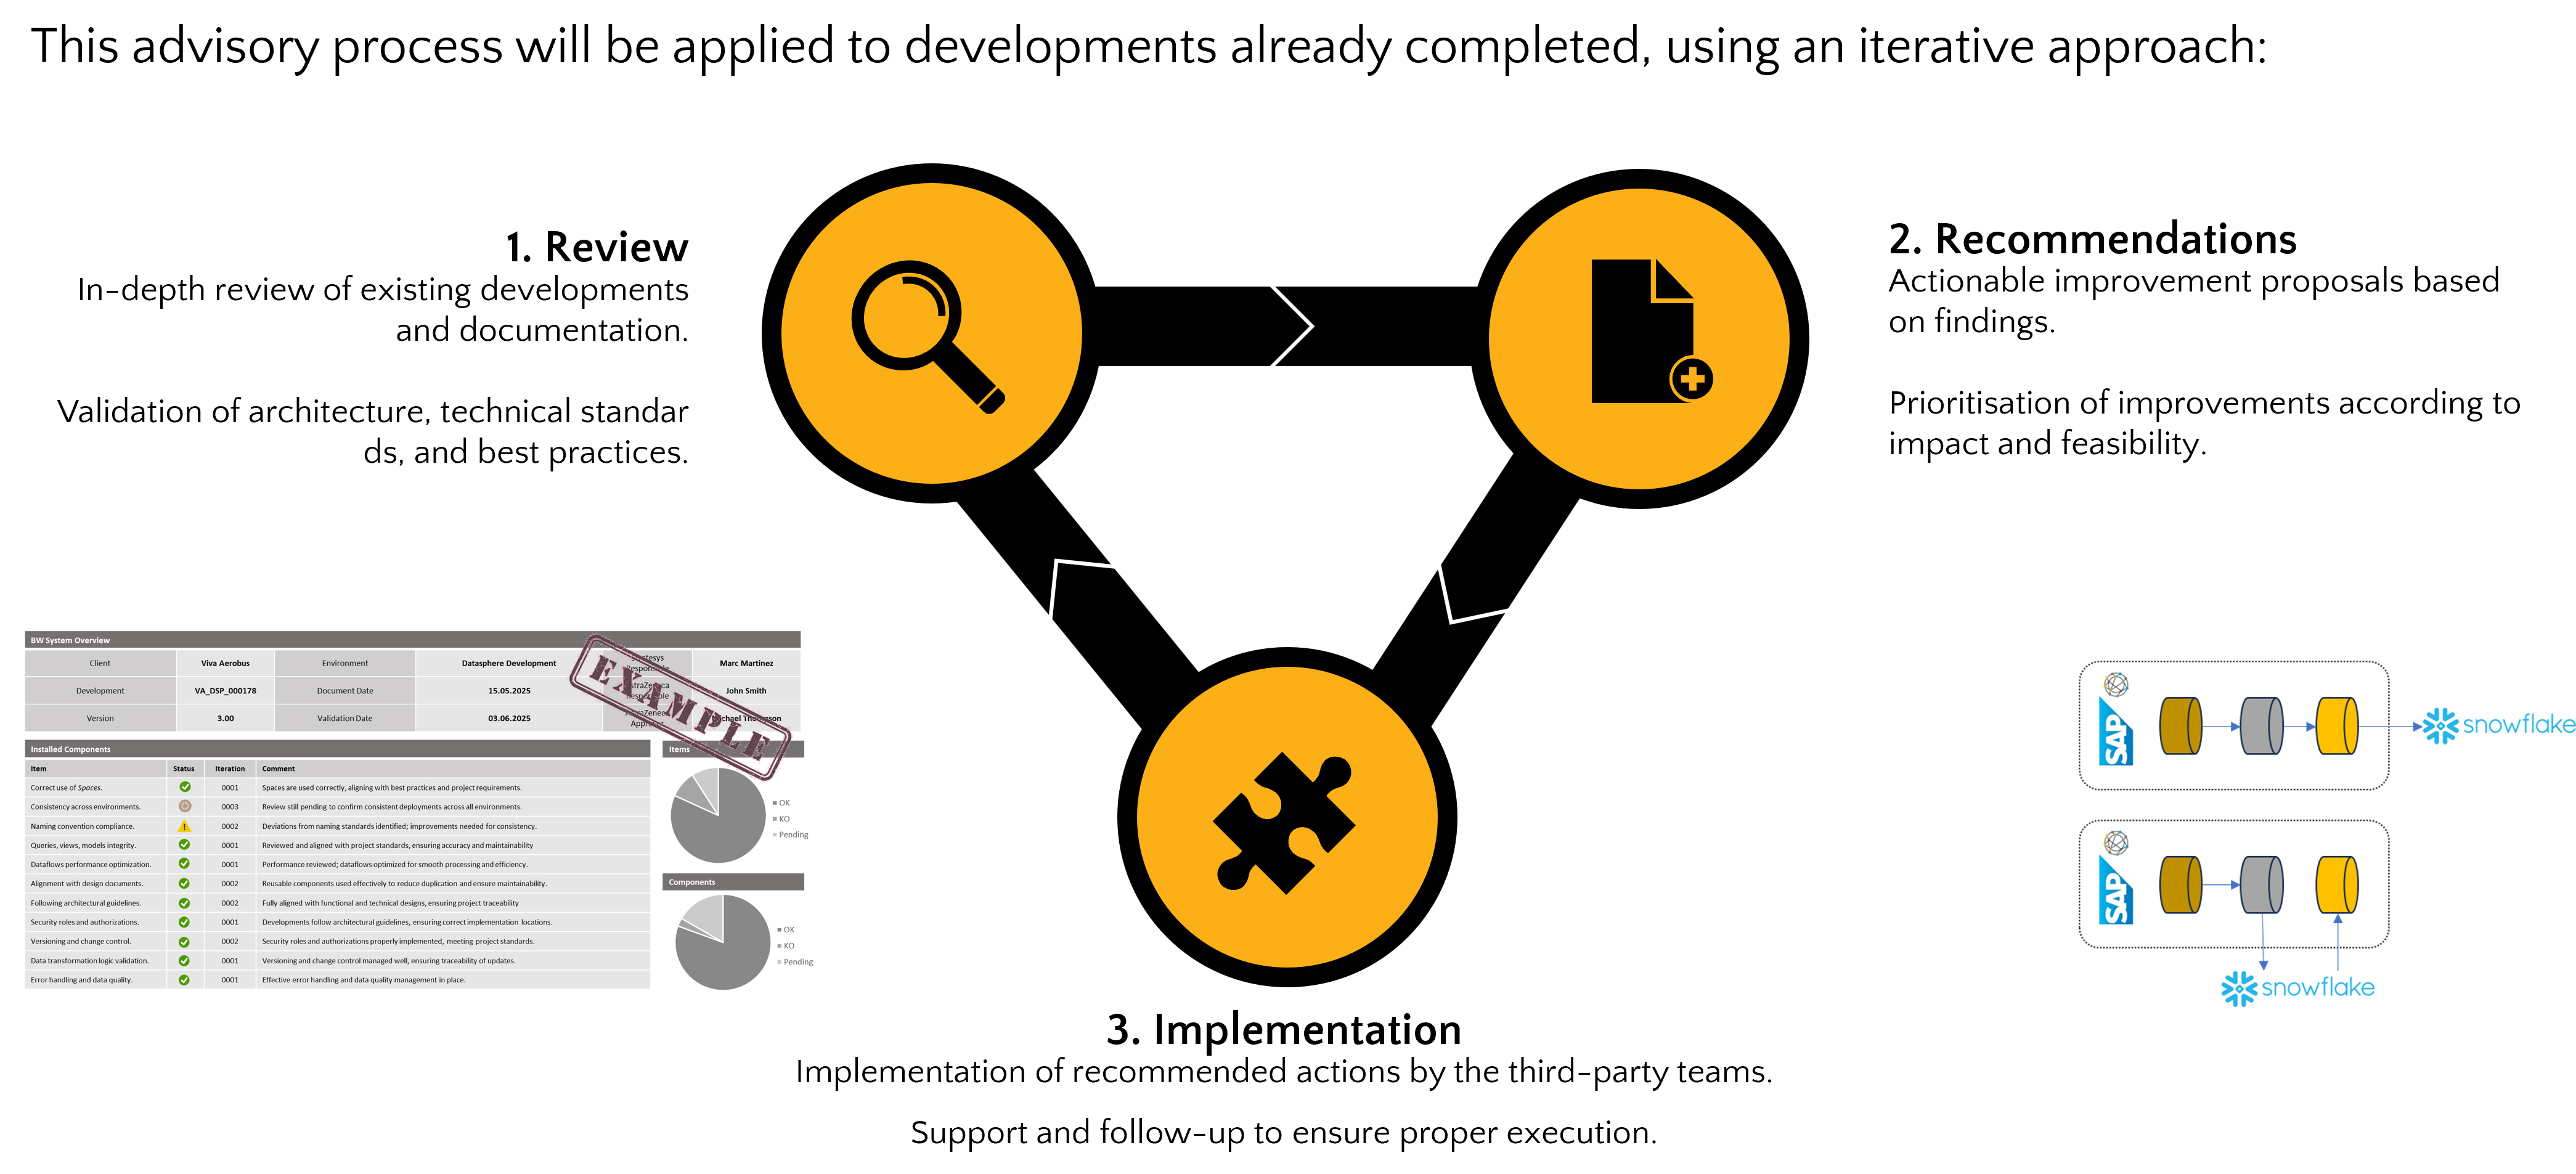 This advisory process will be applied to developments already completed, using an iterative approach:
1. Review
In-depth review of existing developments
and documentation.
Validation of architecture, technical standar
ds, and best practices.
2. Recommendations
Actionable improvement proposals based
on findings.
Prioritisation of improvements according to
impact and feasibility.
BW System Overview
Client Viva Aerobus Environment Datasphere Development Marc Martinez
Development VA_DSP_000178 Document Date 15.05.2025 John Smith
Version 3.00 Validation Date 03.06.2025
EXAMPLE
Installed Components
Item Status Iteration Comment
Correct use of Spaces. 0001 Spaces are used correctly, aligning with best practices and project requirements.
Consistency across environments. 0003 Review still pending to confirm consistent deployments across all environments.
Naming convention compliance. 0002 Deviations from naming standards identified; improvements needed for consistency.
Queries, views, models integrity. 0001 Reviewed and aligned with project standards, ensuring accuracy and maintainability
Dataflows performance optimization. 0001 Performance reviewed; dataflows optimized for smooth processing and efficiency.
Alignment with design documents. 0002 Reusable components used effectively to reduce duplication and ensure maintainability.
Following architectural guidelines. 0002 Fully aligned with functional and technical designs, ensuring project traceability
Security roles and authorizations. 0001 Developments follow architectural guidelines, ensuring correct implementation locations.
Versioning and change control. 0002 Security roles and authorizations properly implemented, meeting project standards.
Data transformation logic validation. 0001 Versioning and change control managed well, ensuring traceability of updates.
Error handling and data quality. 0001 Effective error handling and data quality management in place.
Items
OK
KO
Pending
Components
OK
KO
Pending
SAP
snowflake
SAP
snowflake
3. Implementation
Implementation of recommended actions by the third-party teams.
Support and follow-up to ensure proper execution.